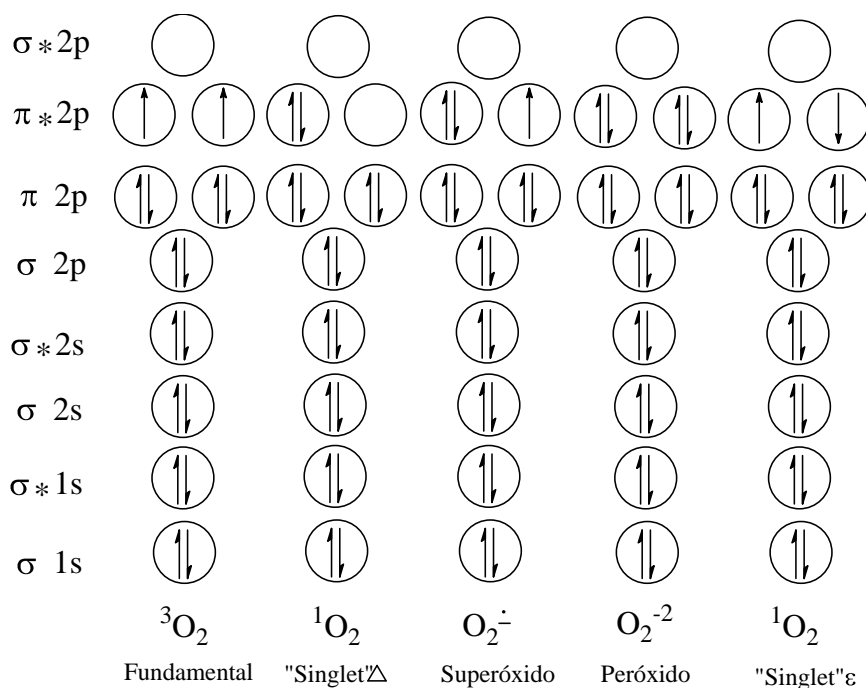 σ * 2p
π * 2p
π 2p
σ 2p
σ * 2s
σ 2s
σ * 1s
σ 1s
³O₂ ¹O₂ O₂∸ O₂⁻² ¹O₂
Fundamental "Singlet"Δ Superóxido Peróxido "Singlet"ε